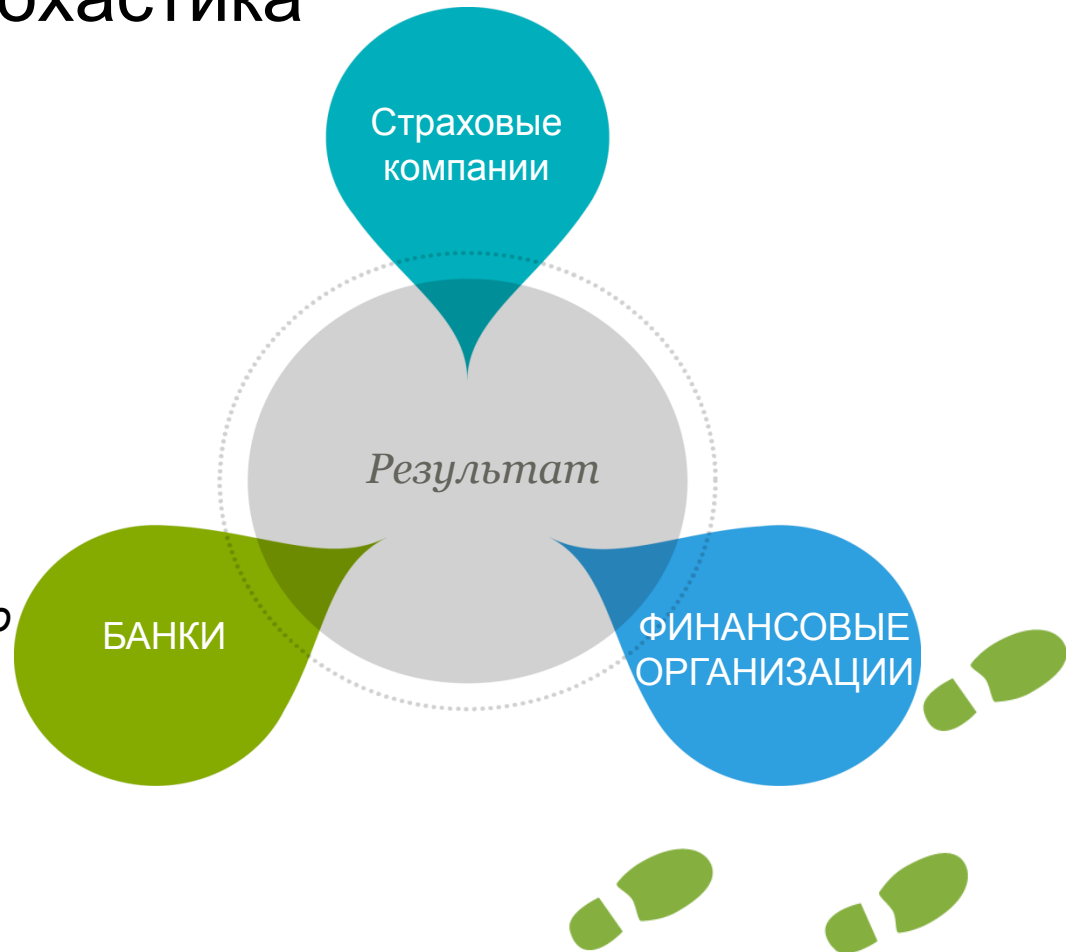 охастика
Страховые
компании
Результат
БАНКИ
ФИНАНСОВЫЕ
ОРГАНИЗАЦИИ